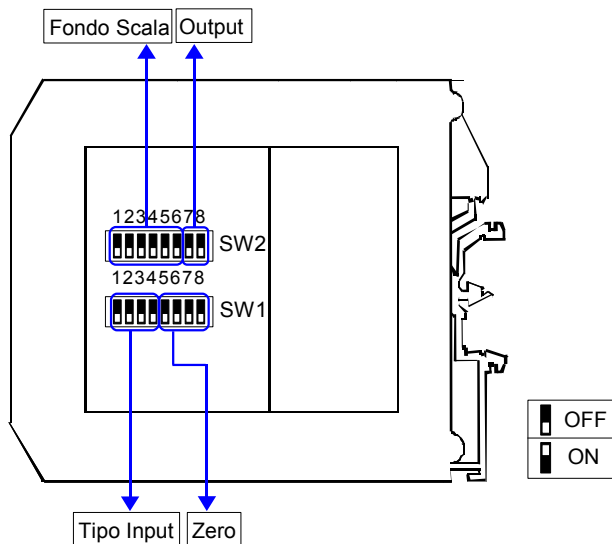 Fondo Scala Output
12345678
SW2
12345678
SW1
OFF
ON
Tipo Input Zero